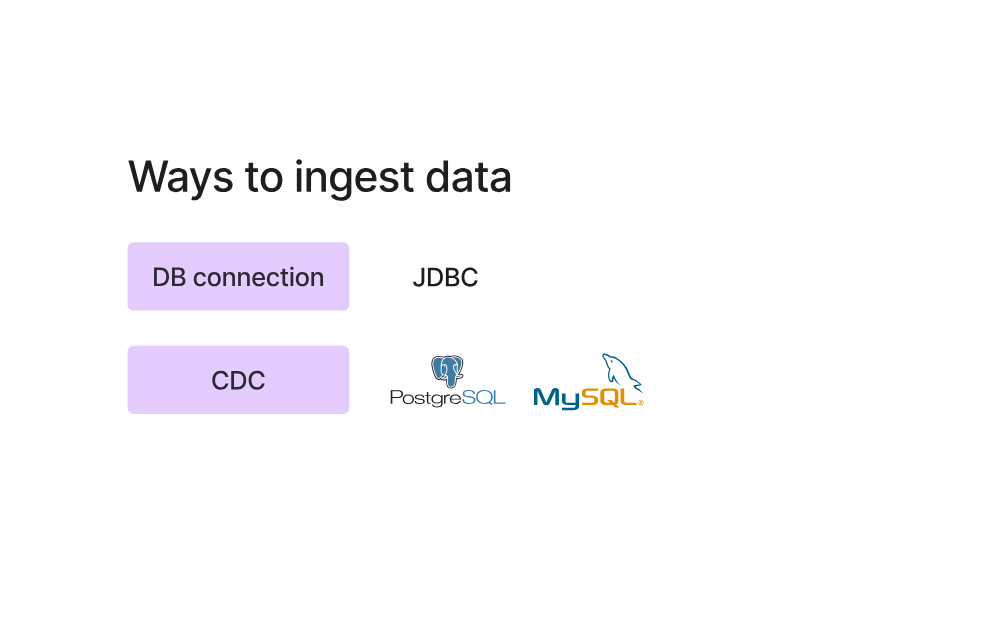 Ways to ingest data
DB connection JDBC
CDC PostgreSQL MySQL®